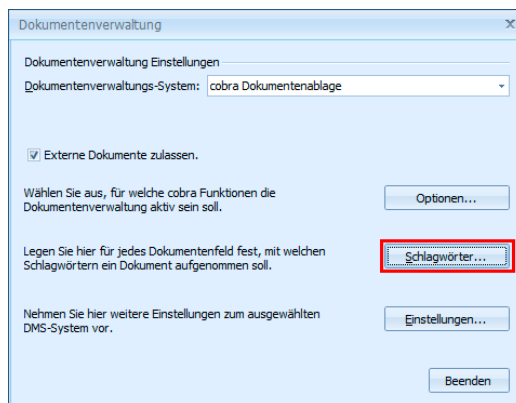 Dokumentenverwaltung
Dokumentenverwaltung Einstellungen
Dokumentenverwaltungs-System: cobra Dokumentenablage
Externe Dokumente zulassen.
Wählen Sie aus, für welche cobra Funktionen die
Dokumentenverwaltung aktiv sein soll.
Optionen...
Legen Sie hier für jedes Dokumentenfeld fest, mit welchen
Schlagwörtern ein Dokument aufgenommen soll.
Schlagwörter...
Nehmen Sie hier weitere Einstellungen zum ausgewählten
DMS-System vor.
Einstellungen...
Beenden